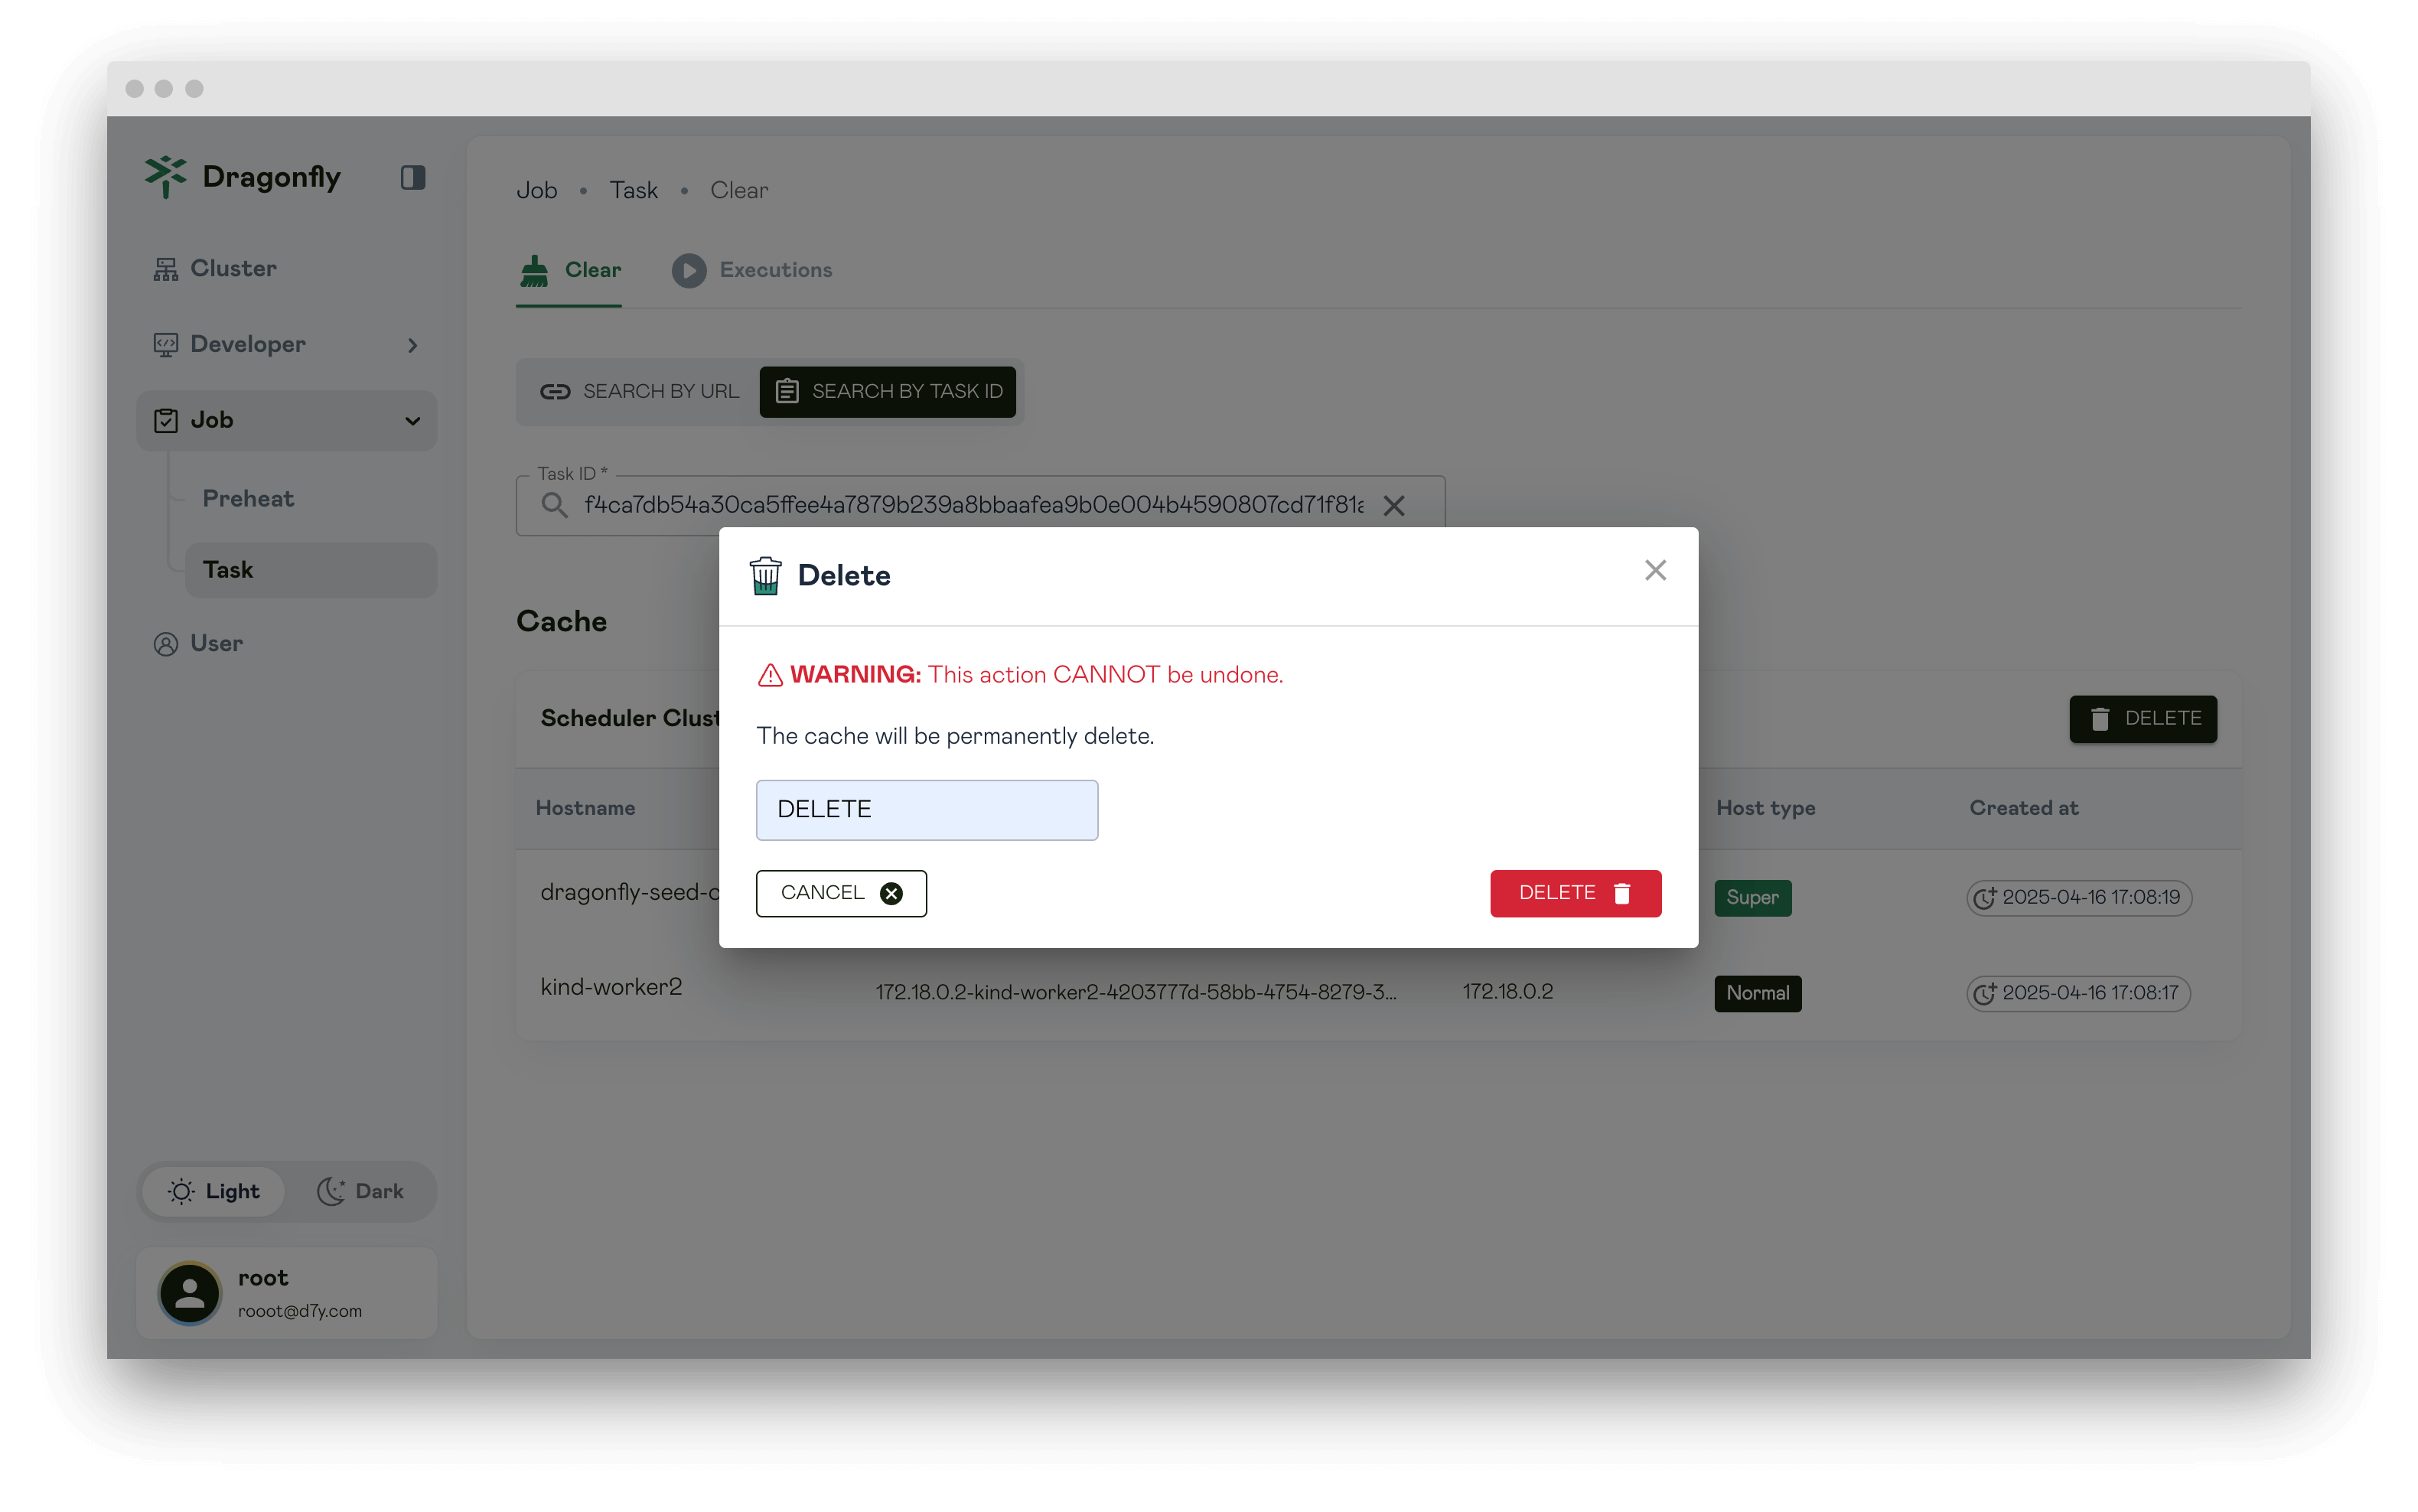 Dragonfly
Cluster
Developer
Job
Preheat
Task
User
Light
Dark
root
rooot@d7y.com
Job • Task • Clear
Clear
Executions
SEARCH BY URL
SEARCH BY TASK ID
Task ID *
f4ca7db54a30ca5ffee4a7879b239a8bbaafea9b0e004b4590807cd71f81
Cache
Scheduler
DELETE
Hostname
Host type
Created at
dragonfly-seed-
Super
2025-04-16 17:08:19
kind-worker2
172.18.0.2-kind-worker2-4203777d-58bb-4754-8279-3...
172.18.0.2
Normal
2025-04-16 17:08:17
Delete
WARNING: This action CANNOT be undone.
The cache will be permanently delete.
DELETE
CANCEL
DELETE